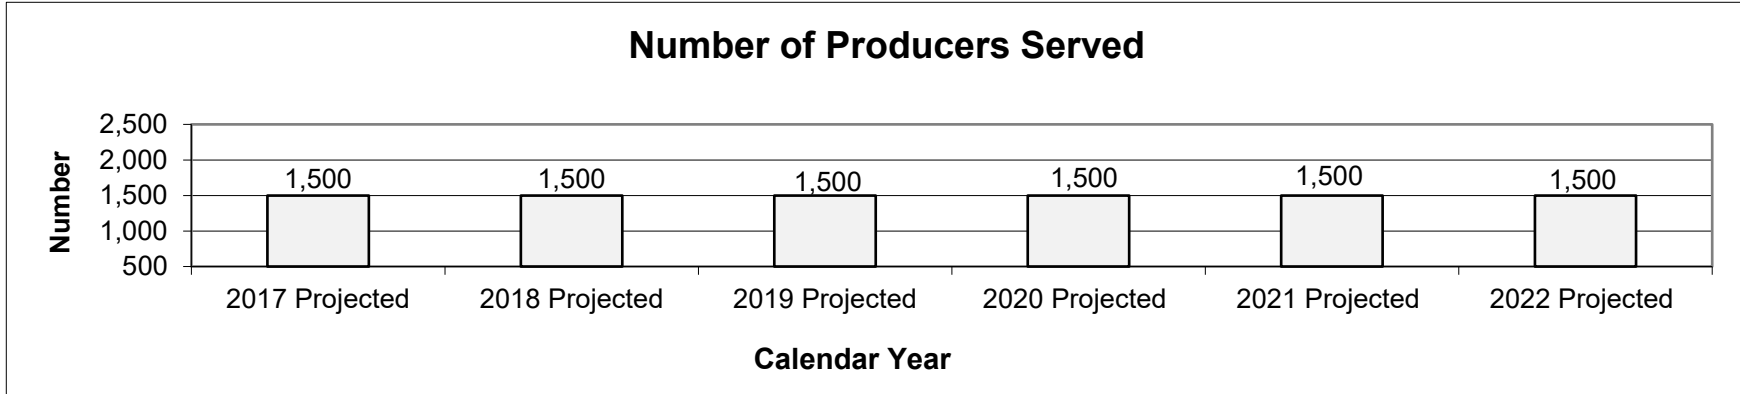 Number of Producers Served
Number
2,500
2,000
1,500
1,000
500
1,500
1,500
1,500
1,500
1,500
1,500
2017 Projected
2018 Projected
2019 Projected
2020 Projected
2021 Projected
2022 Projected
Calendar Year